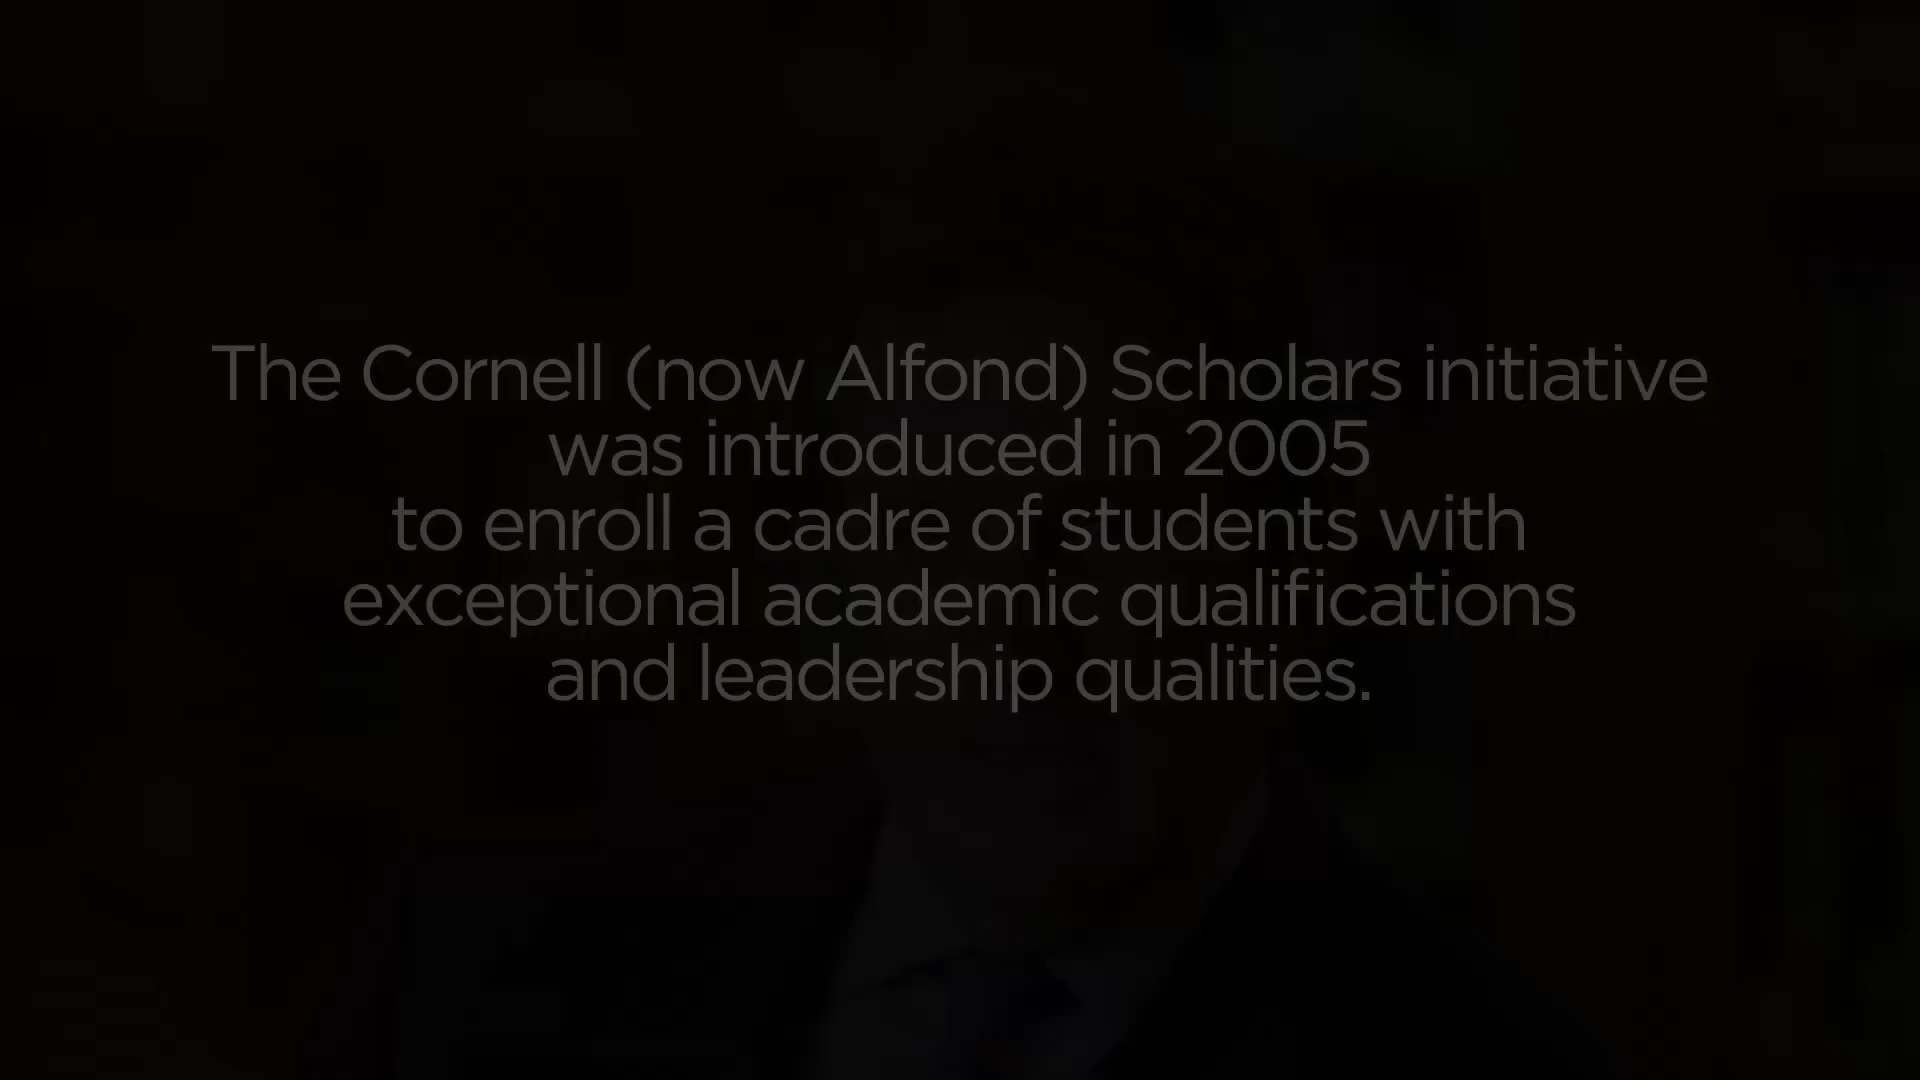 The Cornell (now Alfond) Scholars initiative
was introduced in 2005
to enroll a cadre of students with
exceptional academic qualifications
and leadership qualities.